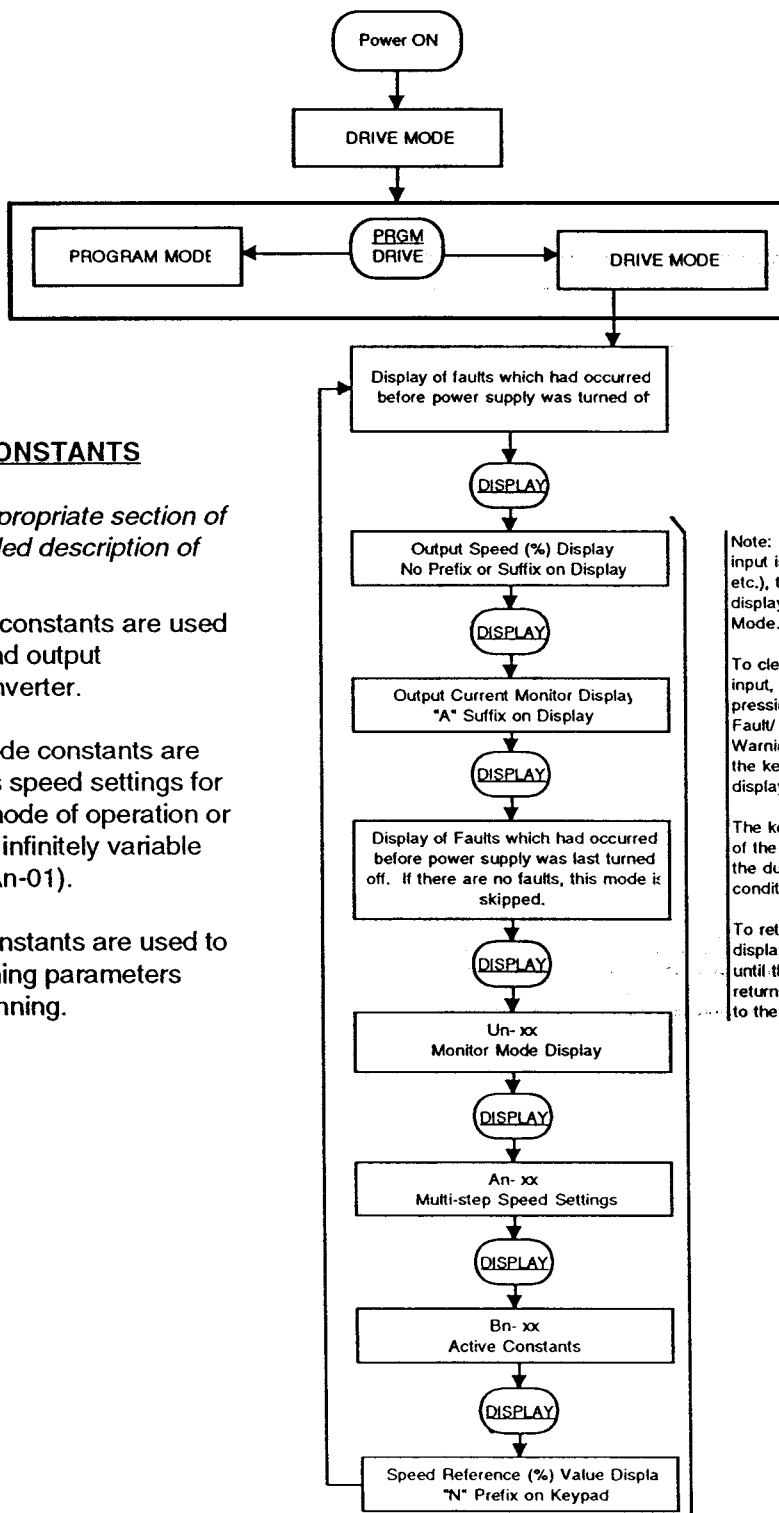 Power ON
DRIVE MODE
PROGRAM MODE
PRGM
DRIVE
DRIVE MODE
Display of faults which had occurred
before power supply was turned of
DISPLAY
Output Speed (%) Display
No Prefix or Suffix on Display
DISPLAY
Output Current Monitor Display
"A" Suffix on Display
DISPLAY
Display of Faults which had occurred
before power supply was last turned
off. If there are no faults, this mode is
skipped.
DISPLAY
Un- xx
Monitor Mode Display
DISPLAY
An- xx
Multi-step Speed Settings
DISPLAY
Bn- xx
Active Constants
DISPLAY
Speed Reference (%) Value Displa
"N" Prefix on Keypad
ONSTANTS
propriate section of
led description of
constants are used
nd output
nverter.
de constants are
s speed settings for
node of operation or
infinitely variable
An-01).
nstants are used to
ning parameters
nning.
Note:
input is
etc.), t
display
Mode.
To cle
input,
pressi
Fault/
Warni
the ke
displa
The ke
of the
the du
condit
To ret
displa
until th
return
to the